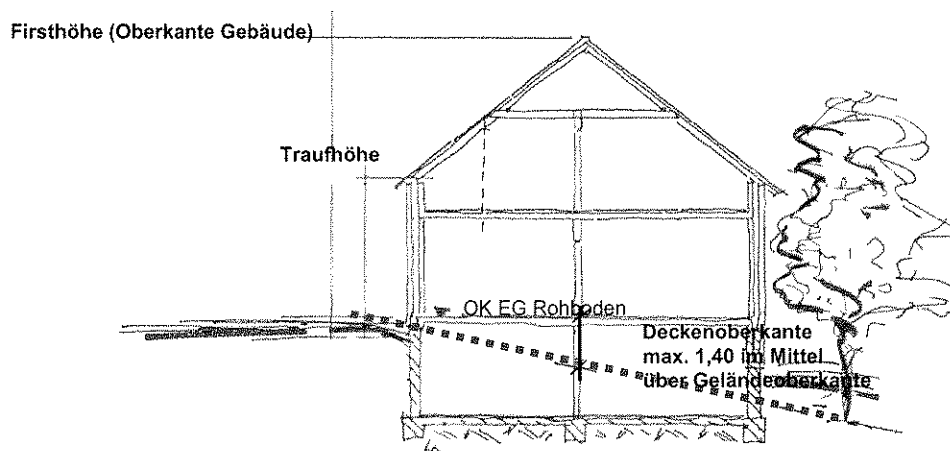 Firsthöhe (Oberkante Gebäude)
Traufhöhe
OK EG Rohboden
Deckenoberkante
max. 1,40 im Mittel
über Geländeoberkante